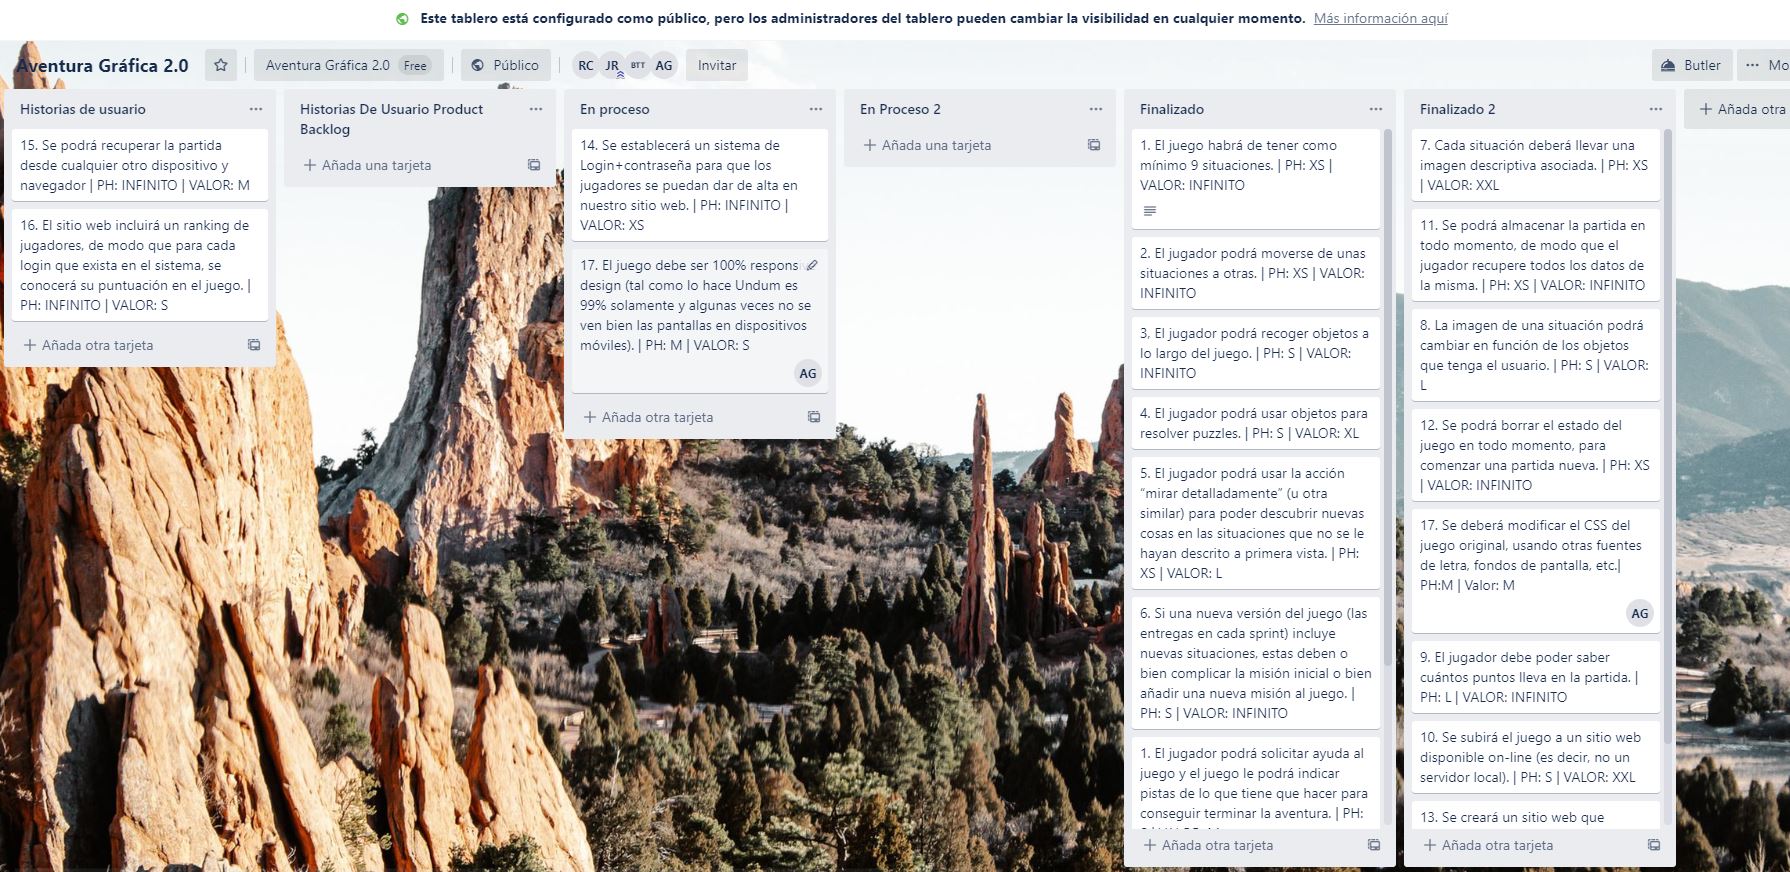 Este tablero está configurado como público, pero los administradores del tablero pueden cambiar la visibilidad en cualquier momento. Más información aquí
Aventura Gráfica 2.0
Aventura Gráfica 2.0 Free
Público
RC JR BTT AG
Invitar
Butler
Mo
Historias de usuario
15. Se podrá recuperar la partida
desde cualquier otro dispositivo y
navegador | PH: INFINITO | VALOR: M
16. El sitio web incluirá un ranking de
jugadores, de modo que para cada
login que exista en el sistema, se
conocerá su puntuación en el juego. |
PH: INFINITO | VALOR: S
Añada otra tarjeta
Historias De Usuario Product
Backlog
Añada una tarjeta
En proceso
14. Se establecerá un sistema de
Login+contraseña para que los
jugadores se puedan dar de alta en
nuestro sitio web. | PH: INFINITO |
VALOR: XS
17. El juego debe ser 100% responsive
design (tal como lo hace Undum es
99% solamente y algunas veces no se
ven bien las pantallas en dispositivos
móviles). | PH: M | VALOR: S
AG
Añada otra tarjeta
En Proceso 2
Añada una tarjeta
Finalizado
1. El juego habrá de tener como
mínimo 9 situaciones. | PH: XS |
VALOR: INFINITO
2. El jugador podrá moverse de unas
situaciones a otras. | PH: XS | VALOR:
INFINITO
3, El jugador podrá recoger objetos a
lo largo del juego. | PH: S | VALOR:
INFINITO
4. El jugador podrá usar objetos para
resolver puzzles. | PH: S | VALOR: XL
5. El jugador podrá usar la acción
“mirar detalladamente” (u otra
similar) para poder descubrir nuevas
cosas en las situaciones que no se le
hayan descrito a primera vista. | PH:
XS | VALOR: L
6. Si una nueva versión del juego (las
entregas en cada sprint) incluye
nuevas situaciones, estas deben o
bien complicar la misión inicial o bien
añadir una nueva misión al juego. |
PH: S | VALOR: INFINITO
1. El jugador podrá solicitar ayuda al
juego y el juego le podrá indicar
pistas de lo que tiene que hacer para
conseguir terminar la aventura. | PH:
Añada otra tarjeta
Finalizado 2
7. Cada situación deberá llevar una
imagen descriptiva asociada. | PH: XS
| VALOR: XXL
11. Se podrá almacenar la partida en
todo momento, de modo que el
jugador recupere todos los datos de
la misma. | PH: XS | VALOR: INFINITO
8. La imagen de una situación podrá
cambiar en función de los objetos
que tenga el usuario. | PH: S | VALOR:
L
12. Se podrá borrar el estado del
juego en todo momento, para
comenzar una partida nueva. | PH: XS
| VALOR: INFINITO
17. Se deberá modificar el CSS del
juego original, usando otras fuentes
de letra, fondos de pantalla, etc.|
PH:M | Valor: M
AG
9. El jugador debe poder saber
cuántos puntos lleva en la partida. |
PH: L | VALOR: INFINITO
10. Se subirá el juego a un sitio web
disponible on-line (es decir, no un
servidor local). | PH: S | VALOR: XXL
13. Se creará un sitio web que
Añada otra tarjeta
Añada otra